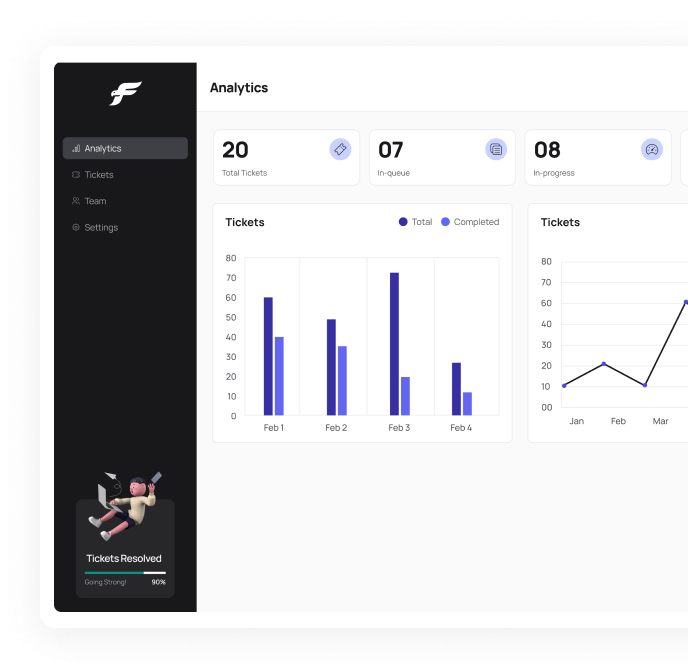 Analytics
Tickets
Team
Settings
Tickets Resolved
Going Strong! 90%
Analytics
20
Total Tickets
07
In-queue
08
In-progress
Tickets
Total Completed
80
70
60
50
40
30
20
10
0
Feb 1 Feb 2 Feb 3 Feb 4
Tickets
80
70
60
40
30
20
10
00
Jan Feb Mar